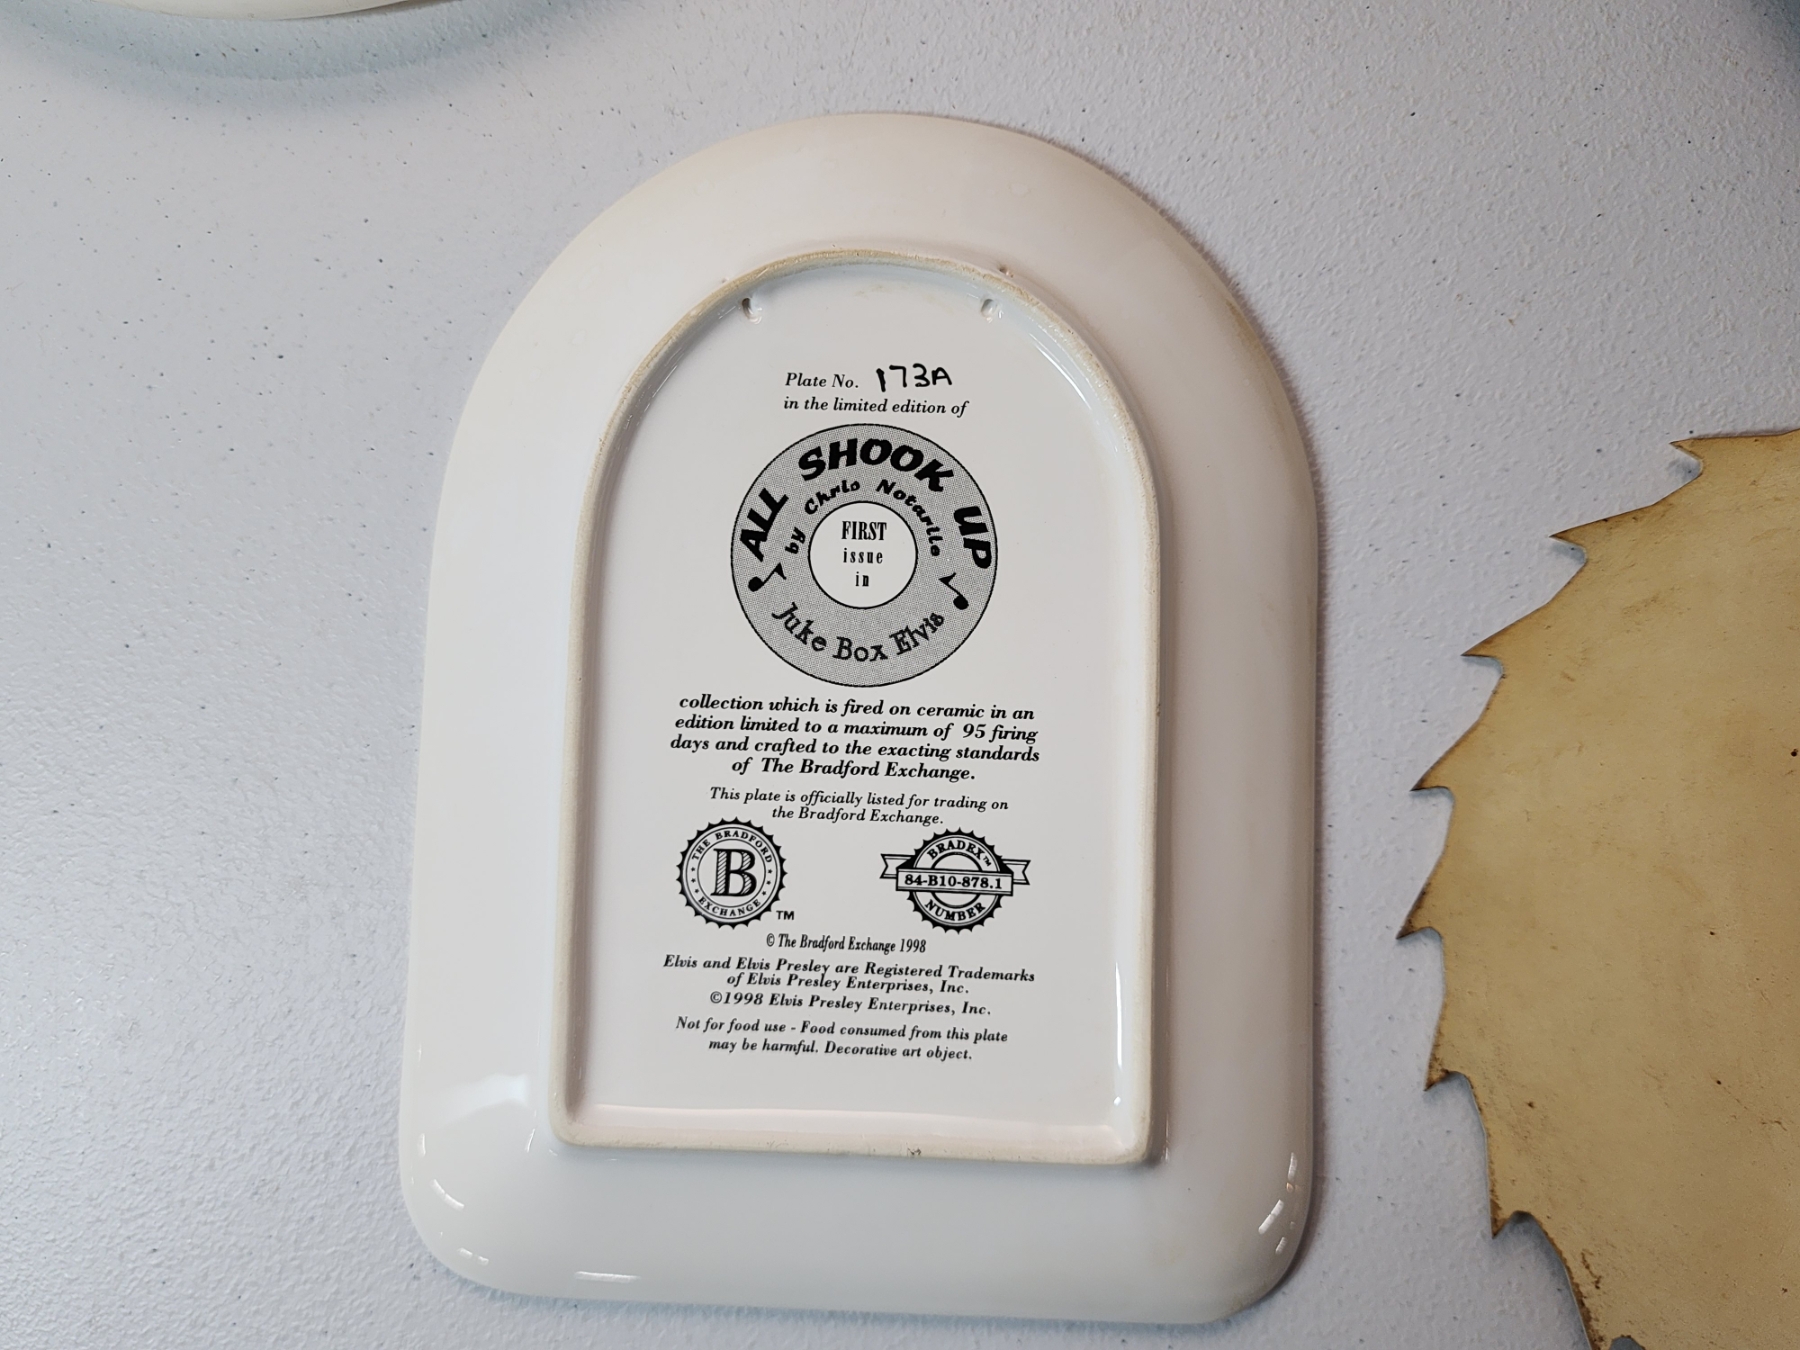 Plate No. 173A
in the limited edition of
ALL SHOOK UP
by Chris Notarile
FIRST
issue
in
Juke Box Elvis
collection which is fired on ceramic in an
edition limited to a maximum of 95 firing
days and crafted to the exacting standards
of The Bradford Exchange.
This plate is officially listed for trading on
the Bradford Exchange.
THE BRADFORD
B
EXCHANGE
TM
BRADEX™
84-B10-878.1
NUMBER
© The Bradford Exchange 1998
Elvis and Elvis Presley are Registered Trademarks
of Elvis Presley Enterprises, Inc.
©1998 Elvis Presley Enterprises, Inc.
Not for food use - Food consumed from this plate
may be harmful. Decorative art object.